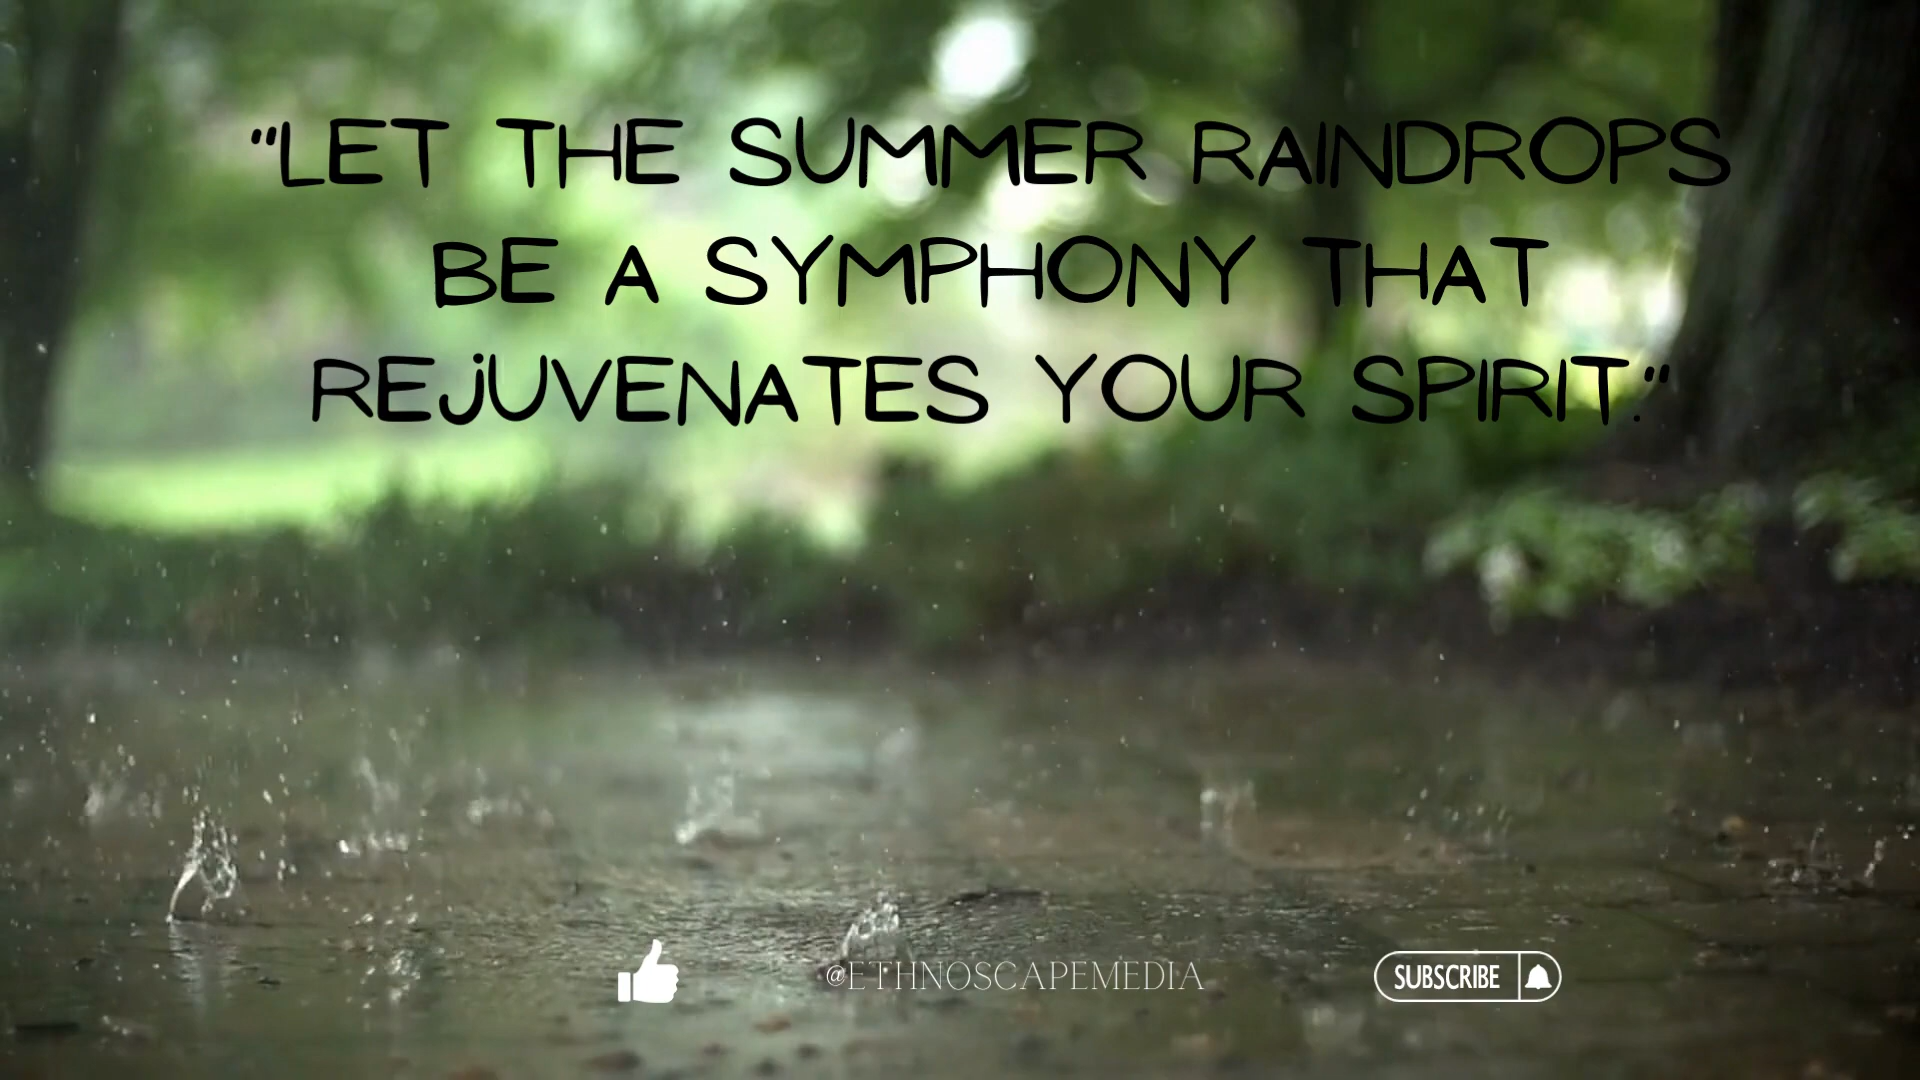 "LET THE SUMMER RAINDROPS
BE A SYMPHONY THAT
REJUVENATES YOUR SPIRIT."
@ETHNOSCAPEMEDIA
SUBSCRIBE